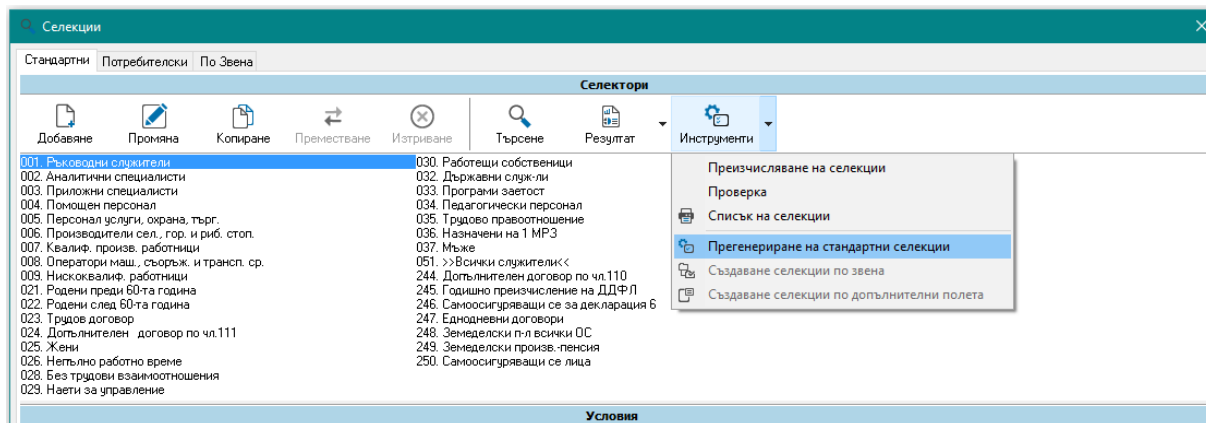 Селекции
Стандартни Потребителски По Звена
Селектори
Добавяне Промяна Копиране Преместване Изтриване Търсене Резултат Инструменти
001. Ръководни служители
002. Аналитични специалисти
003. Приложни специалисти
004. Помощен персонал
005. Персонал услуги, охрана, търг.
006. Производители сел., гор. и риб. стоп.
007. Квалиф. произв. работници
008. Оператори маш., съоръж. и трансп. ср.
009. Нискоквалиф. работници
021. Родени преди 60-та година
022. Родени след 60-та година
023. Трудов договор
024. Допълнителен договор по чл.111
025. Жени
026. Непълно работно време
028. Без трудови взаимоотношения
029. Наети за управление
030. Работещи собственици
032. Държавни служ-ли
033. Програми заетост
034. Педагогически персонал
035. Трудово правоотношение
036. Назначени на 1 МРЗ
037. Мъже
051. >>Всички служители<<
244. Допълнителен договор по чл.110
245. Годишно преизчисление на ДДФЛ
246. Самоосигуряващи се за декларация 6
247. Еднодневни договори
248. Земеделски п-л всички ОС
249. Земеделски произв.-пенсия
250. Самоосигуряващи се лица
Преизчисляване на селекции
Проверка
Списък на селекции
Прегенериране на стандартни селекции
Създаване селекции по звена
Създаване селекции по допълнителни полета
Условия